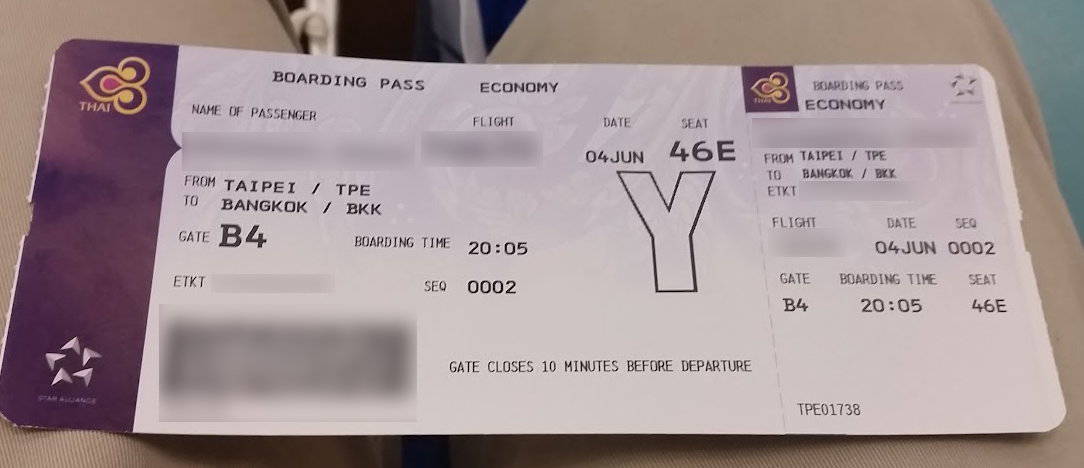 THAI
BOARDING PASS
ECONOMY
NAME OF PASSENGER
FLIGHT
DATE
SEAT
04JUN
46E
FROM TAIPEI / TPE
TO BANGKOK / BKK
Y
GATE B4
BOARDING TIME 20:05
ETKT
SEQ 0002
GATE CLOSES 10 MINUTES BEFORE DEPARTURE
STAR ALLIANCE
THAI
BOARDING PASS
ECONOMY
FROM TAIPEI / TPE
TO BANGKOK / BKK
ETKT
FLIGHT DATE SEQ
04JUN 0002
GATE BOARDING TIME SEAT
B4 20:05 46E
TPE01738